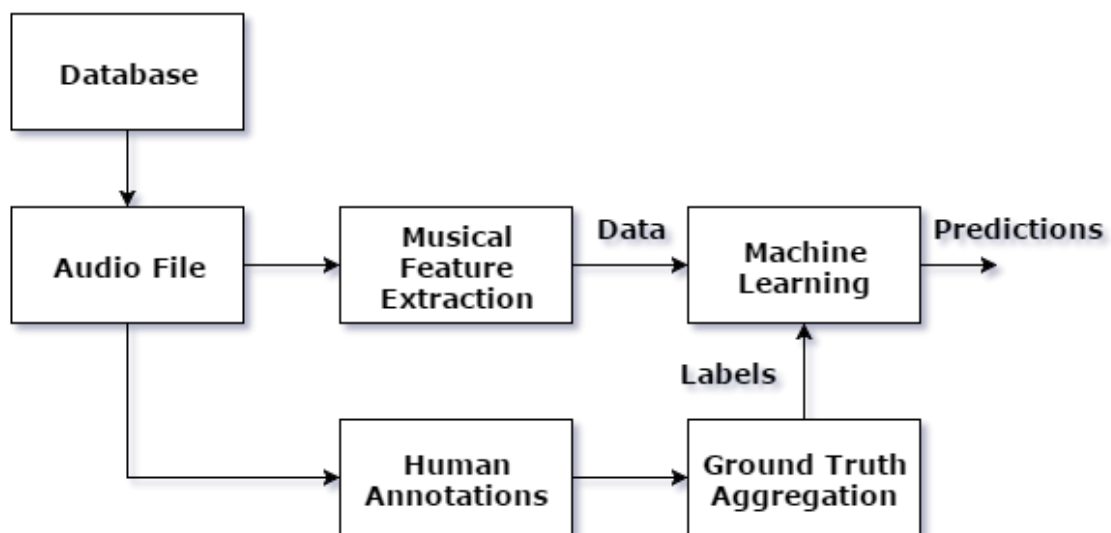 Database
Audio File
Musical
Feature
Extraction
Data
Machine
Learning
Predictions
Labels
Human
Annotations
Ground Truth
Aggregation